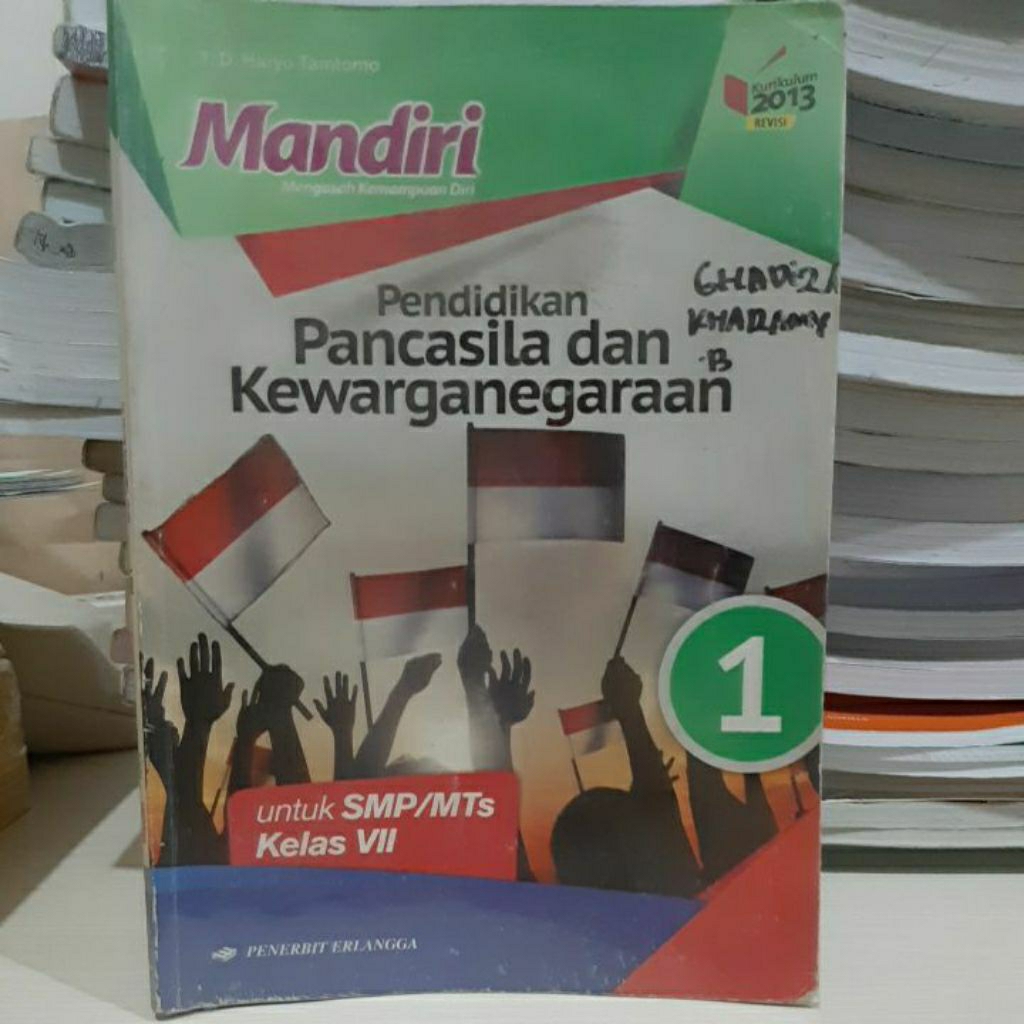 T. D. Haryo Tamtomo
Mandiri
Mengasah Kemampuan Diri
Kurikulum
2013
REVISI
Pendidikan
Pancasila dan
Kewarganegaraan
GHADIZA
-B
1
untuk SMP/MTs
Kelas VII
PENERBIT ERLANGGA